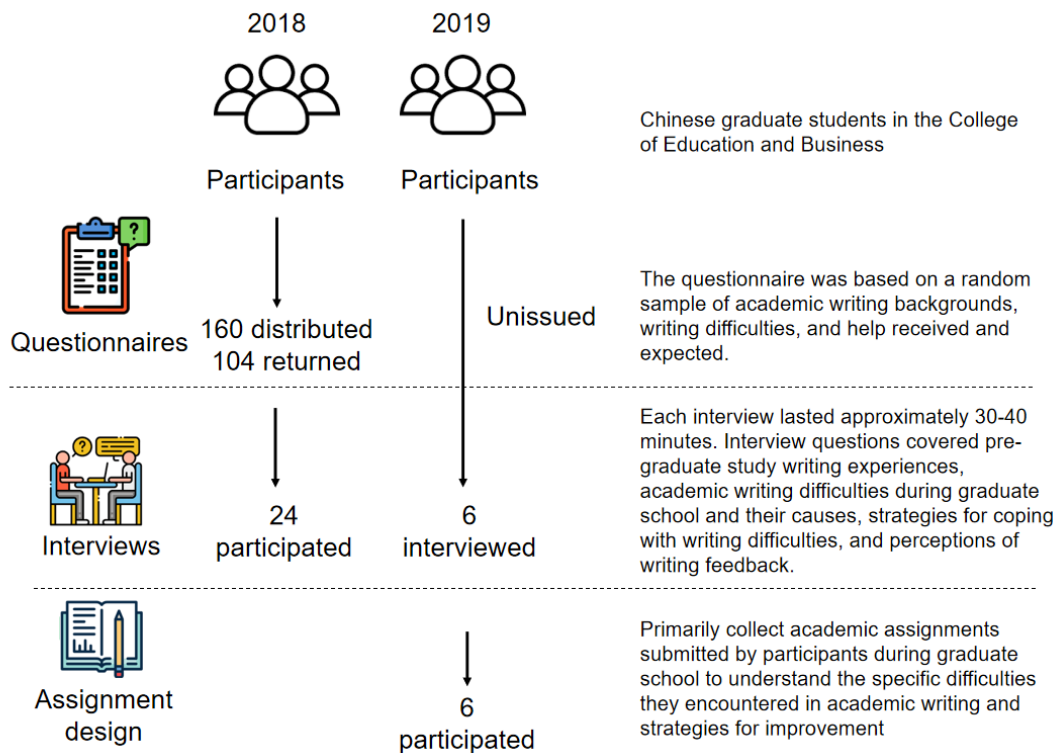 2018
2019
Participants
Participants
Chinese graduate students in the College
of Education and Business
Questionnaires
160 distributed
104 returned
Unissued
The questionnaire was based on a random
sample of academic writing backgrounds,
writing difficulties, and help received and
expected.
Interviews
24
participated
6
interviewed
Each interview lasted approximately 30-40
minutes. Interview questions covered pre-
graduate study writing experiences,
academic writing difficulties during graduate
school and their causes, strategies for coping
with writing difficulties, and perceptions of
writing feedback.
Assignment
design
6
participated
Primarily collect academic assignments
submitted by participants during graduate
school to understand the specific difficulties
they encountered in academic writing and
strategies for improvement